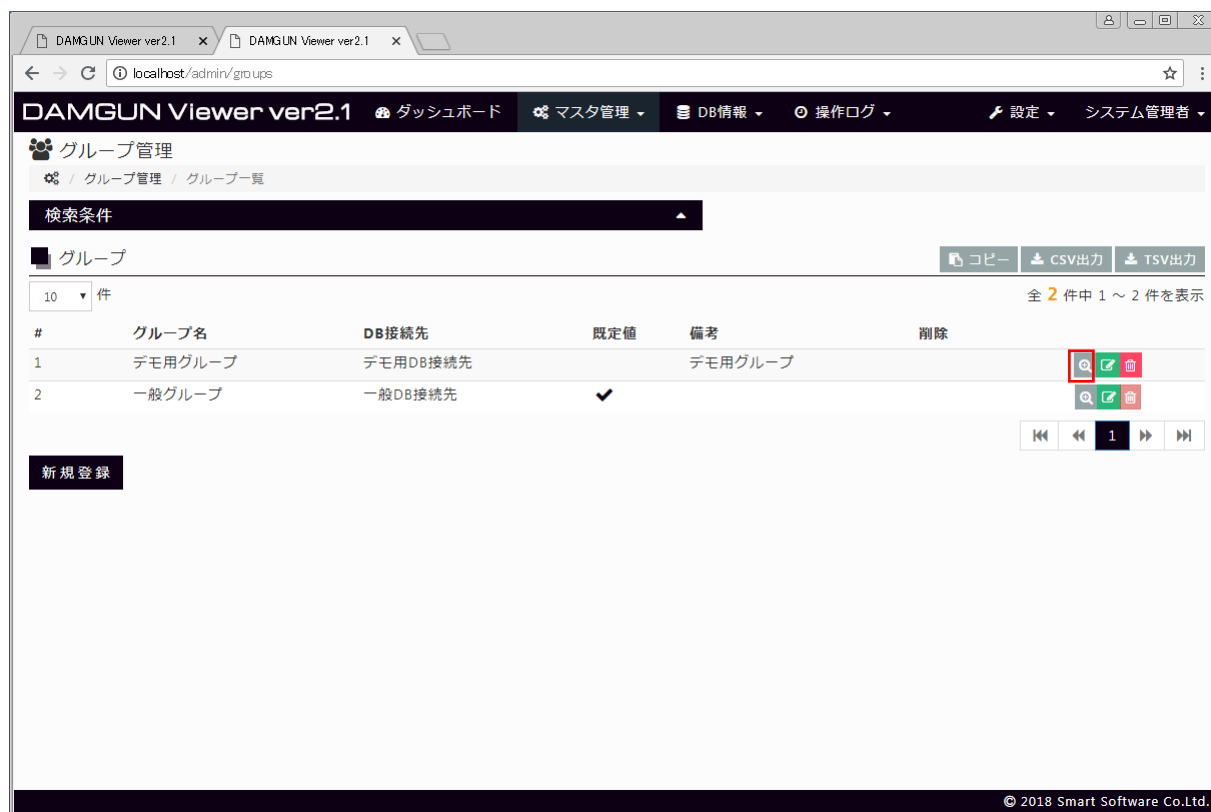 DAMGUN Viewer ver2.1 DAMGUN Viewer ver2.1
localhost/admin/groups
DAMGUN Viewer ver2.1 ダッシュボード マスタ管理 DB情報 操作ログ 設定 システム管理者
グループ管理
/ グループ管理 / グループ一覧
検索条件
グループ コピー CSV出力 TSV出力
10 件 全 2 件中 1 ～ 2 件を表示
# グループ名 DB接続先 既定値 備考 削除
1 デモ用グループ デモ用DB接続先 デモ用グループ
2 一般グループ 一般DB接続先 ✔
1
新規登録
© 2018 Smart Software Co.Ltd.